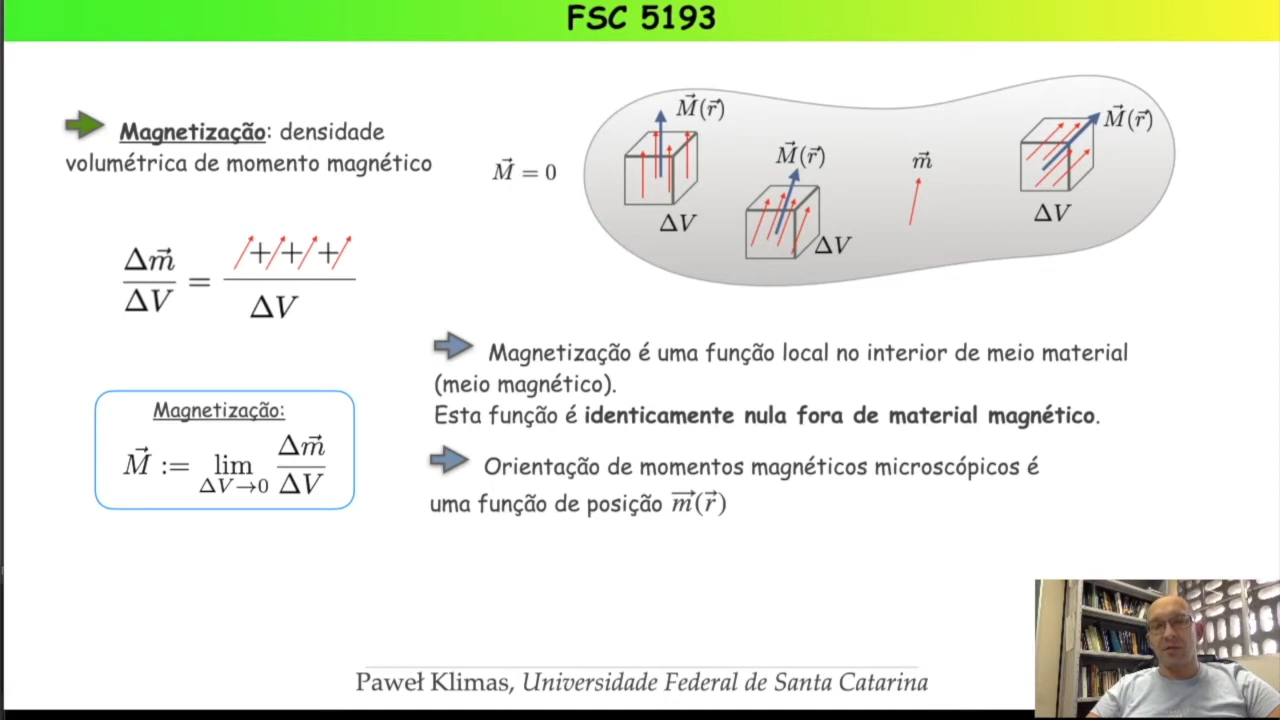 FSC 5193
Magnetização: densidade
volumétrica de momento magnético
Δm⃗/ΔV = ++++/ΔV
Magnetização:
M⃗ := lim ΔV→0 Δm⃗/ΔV
M⃗ = 0
M⃗(r⃗)
ΔV
M⃗(r⃗)
ΔV
m⃗
M⃗(r⃗)
ΔV
Magnetização é uma função local no interior de meio material
(meio magnético).
Esta função é identicamente nula fora de material magnético.
Orientação de momentos magnéticos microscópicos é
uma função de posição m⃗(r⃗)
Paweł Klimas, Universidade Federal de Santa Catarina